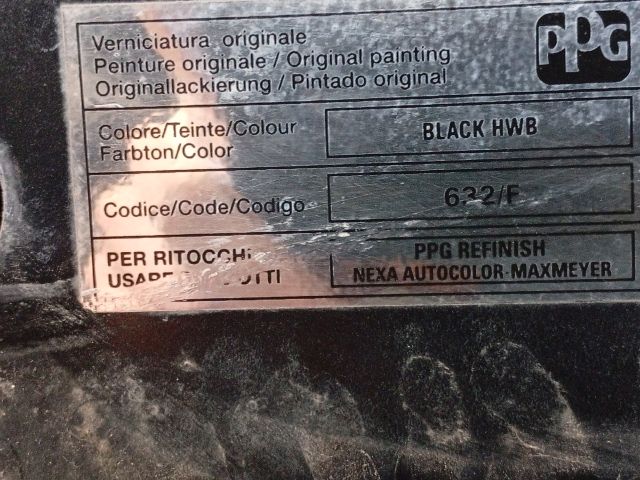 Verniciatura originale
Peinture originale / Original painting
Originallackierung / Pintado original
PPG
Colore/Teinte/Colour
Farbton/Color
BLACK HWB
Codice/Code/Codigo
632/F
PER RITOCCHI
USARE
PPG REFINISH
NEXA AUTOCOLOR-MAXMEYER